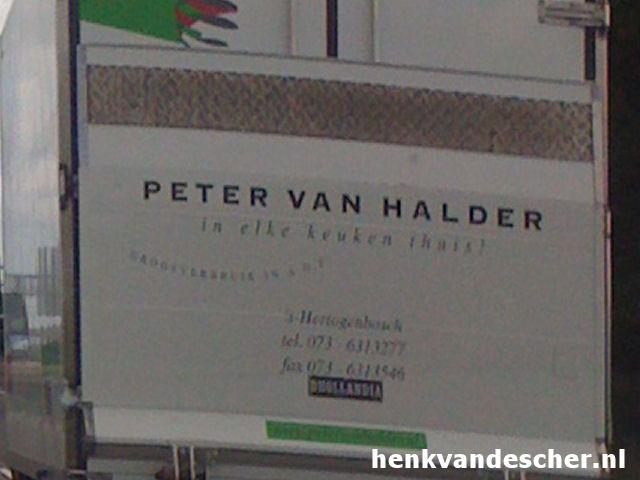 PETER VAN HALDER
in elke keuken thuis!
's-Hertogenbosch
tel. 073 - 6313277
fax 073 - 6313546
DHOLLANDIA
henkvandescher.nl